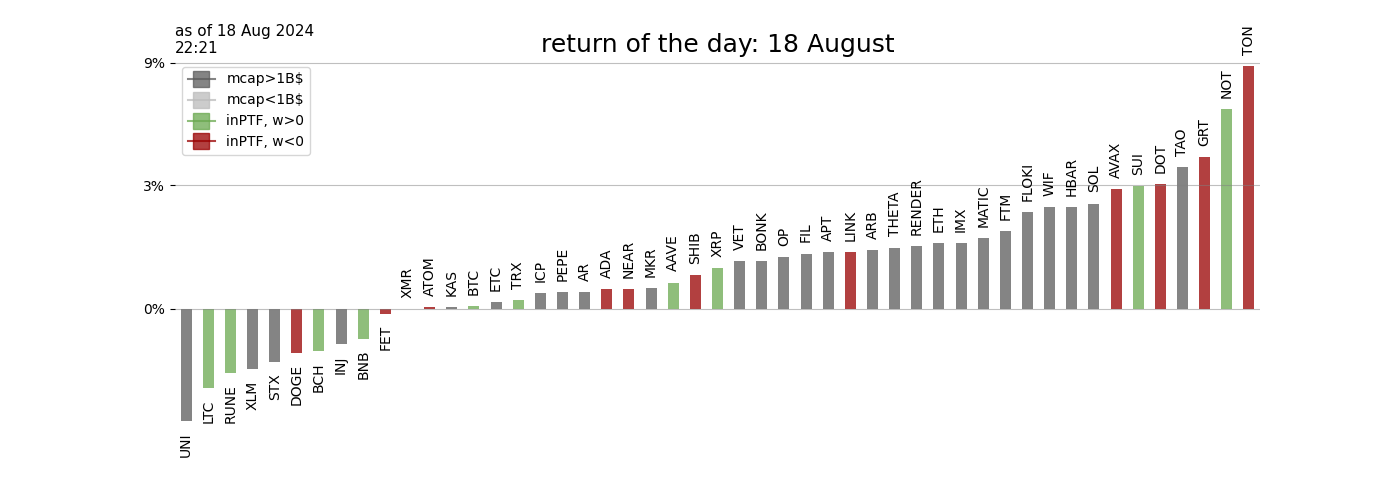 as of 18 Aug 2024
22:21
return of the day: 18 August
9%
3%
0%
mcap>1B$
mcap<1B$
inPTF, w>0
inPTF, w<0
UNI
LTC
RUNE
XLM
STX
DOGE
BCH
INJ
BNB
FET
XMR
ATOM
KAS
BTC
ETC
TRX
ICP
PEPE
AR
ADA
NEAR
MKR
AAVE
SHIB
XRP
VET
BONK
OP
FIL
APT
LINK
ARB
THETA
RENDER
ETH
IMX
MATIC
FTM
FLOKI
WIF
HBAR
SOL
AVAX
SUI
DOT
TAO
GRT
NOT
TON